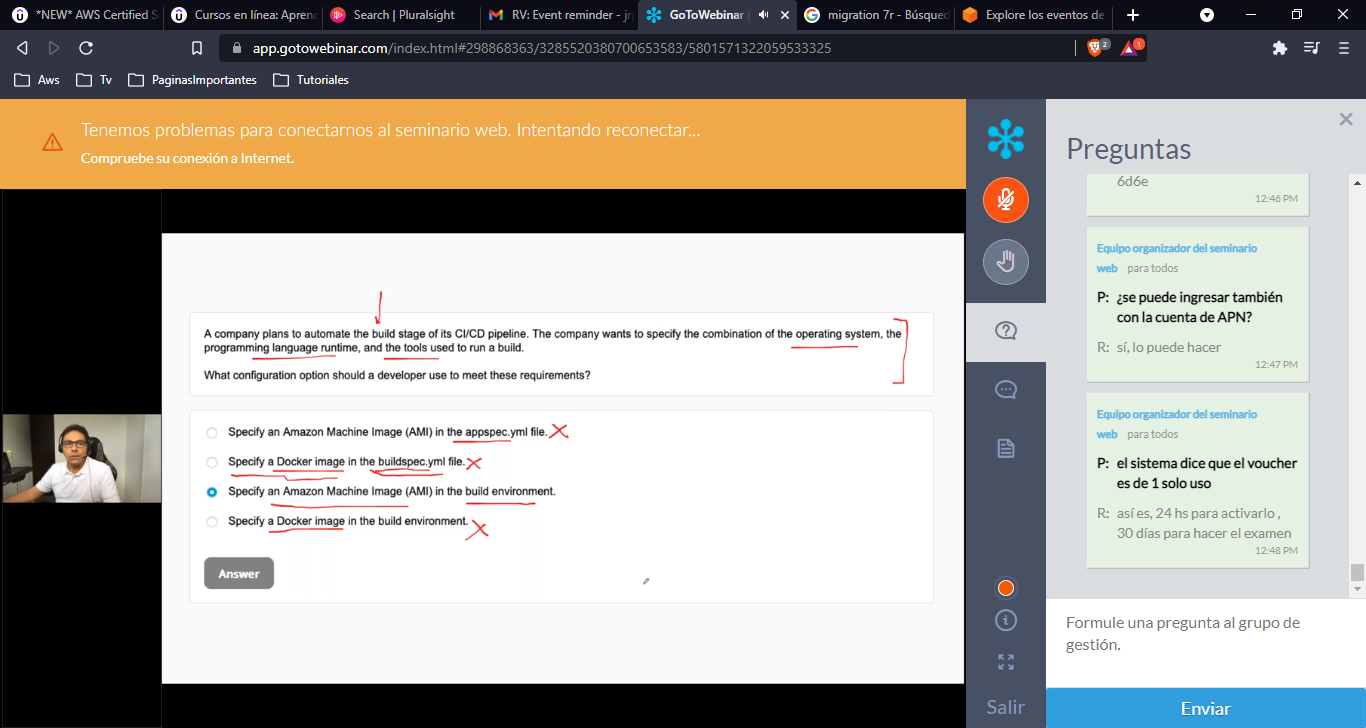 *NEW* AWS Certified S
Cursos en línea: Aprend
Search | Pluralsight
RV: Event reminder - jr
GoToWebinar
migration 7r - Búsqued
Explore los eventos de
app.gotowebinar.com/index.html#298868363/3285520380700653583/5801571322059533325
2
1
Aws
Tv
PaginasImportantes
Tutoriales
Tenemos problemas para conectarnos al seminario web. Intentando reconectar...
Compruebe su conexión a Internet.
A company plans to automate the build stage of its CI/CD pipeline. The company wants to specify the combination of the operating system, the
programming language runtime, and the tools used to run a build.
What configuration option should a developer use to meet these requirements?
Specify an Amazon Machine Image (AMI) in the appspec.yml file.
Specify a Docker image in the buildspec.yml file.
Specify an Amazon Machine Image (AMI) in the build environment.
Specify a Docker image in the build environment.
Answer
Salir
Preguntas
6d6e
12:46 PM
Equipo organizador del seminario
web para todos
P: ¿se puede ingresar también
con la cuenta de APN?
R: sí, lo puede hacer
12:47 PM
Equipo organizador del seminario
web para todos
P: el sistema dice que el voucher
es de 1 solo uso
R: así es, 24 hs para activarlo ,
30 días para hacer el examen
12:48 PM
Formule una pregunta al grupo de
gestión.
Enviar